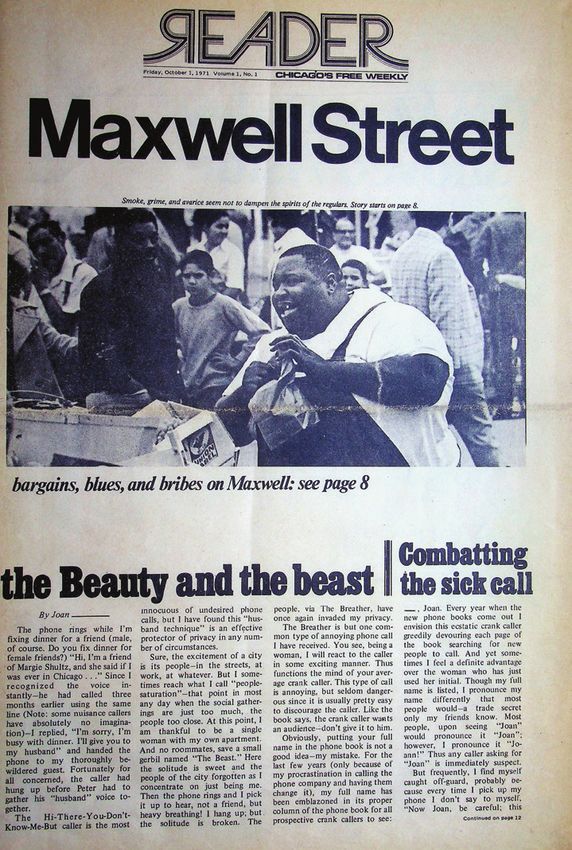 READER
Friday, October 1, 1971 Volume 1, No. 1
CHICAGO'S FREE WEEKLY
Maxwell Street
Smoke, grime, and avarice seem not to dampen the spirits of the regulars. Story starts on page 8.
bargains, blues, and bribes on Maxwell: see page 8
the Beauty and the beast
Combatting
the sick call
By Joan
The phone rings while I'm
fixing dinner for a friend (male,
of course. Do you fix dinner for
female friends?) "Hi, I'm a friend
of Margie Shultz, and she said if I
was ever in Chicago . . ." Since I
recognized the voice in-
stantly—he had called three
months earlier using the same
line (Note: some nuisance callers
have absolutely no imagina-
tion)—I replied, "I'm sorry, I'm
busy with dinner. I'll give you to
my husband" and handed the
phone to my thoroughly be-
wildered guest. Fortunately for
all concerned, the caller had
hung up before Peter had to
gather his "husband" voice to-
gether.
The Hi-There-You-Don't-
Know-Me-But caller is the most
innocuous of undesired phone
calls, but I have found this "hus-
band technique" is an effective
protector of privacy in any num-
ber of circumstances.
Sure, the excitement of a city
is its people—in the streets, at
work, at whatever. But I some-
times reach what I call "people-
saturation"—that point in most
any day when the social gather-
ings are just too much, the
people too close. At this point, I
am thankful to be a single
woman with my own apartment.
And no roommates, save a small
gerbil named "The Beast." Here
the solitude is sweet and the
people of the city forgotten as I
concentrate on just being me.
Then the phone rings and I pick
it up to hear, not a friend, but
heavy breathing! I hang up; but
the solitude is broken. The
people, via The Breather, have
once again invaded my privacy.
The Breather is but one com-
mon type of annoying phone call
I have received. You see, being a
woman, I will react to the caller
in some exciting manner. Thus
functions the mind of your aver-
age crank caller. This type of call
is annoying, but seldom danger-
ous since it is usually pretty easy
to discourage the caller. Like the
book says, the crank caller wants
an audience—don't give it to him.
Obviously, putting your full
name in the phone book is not a
good idea—my mistake. For the
last few years (only because of
my procrastination in calling the
phone company and having them
change it), my full name has
been emblazoned in its proper
column of the phone book for all
prospective crank callers to see:
, Joan. Every year when the
new phone books come out I
envision this ecstatic crank caller
greedily devouring each page of
the book searching for new
people to call. And yet some-
times I feel a definite advantage
over the woman who has just
used her initial. Though my full
name is listed, I pronounce my
name differently that most
people would—a trade secret
only my friends know. Most
people, upon seeing "Joan"
would pronounce it "Joan";
however, I pronounce it "Jo-
ann!" Thus any caller asking for
"Joan" is immediately suspect.
But frequently, I find myself
caught off-guard, probably be-
cause every time I pick up my
phone I don't say to myself,
"Now Joan, be careful; this
Continued on page 12